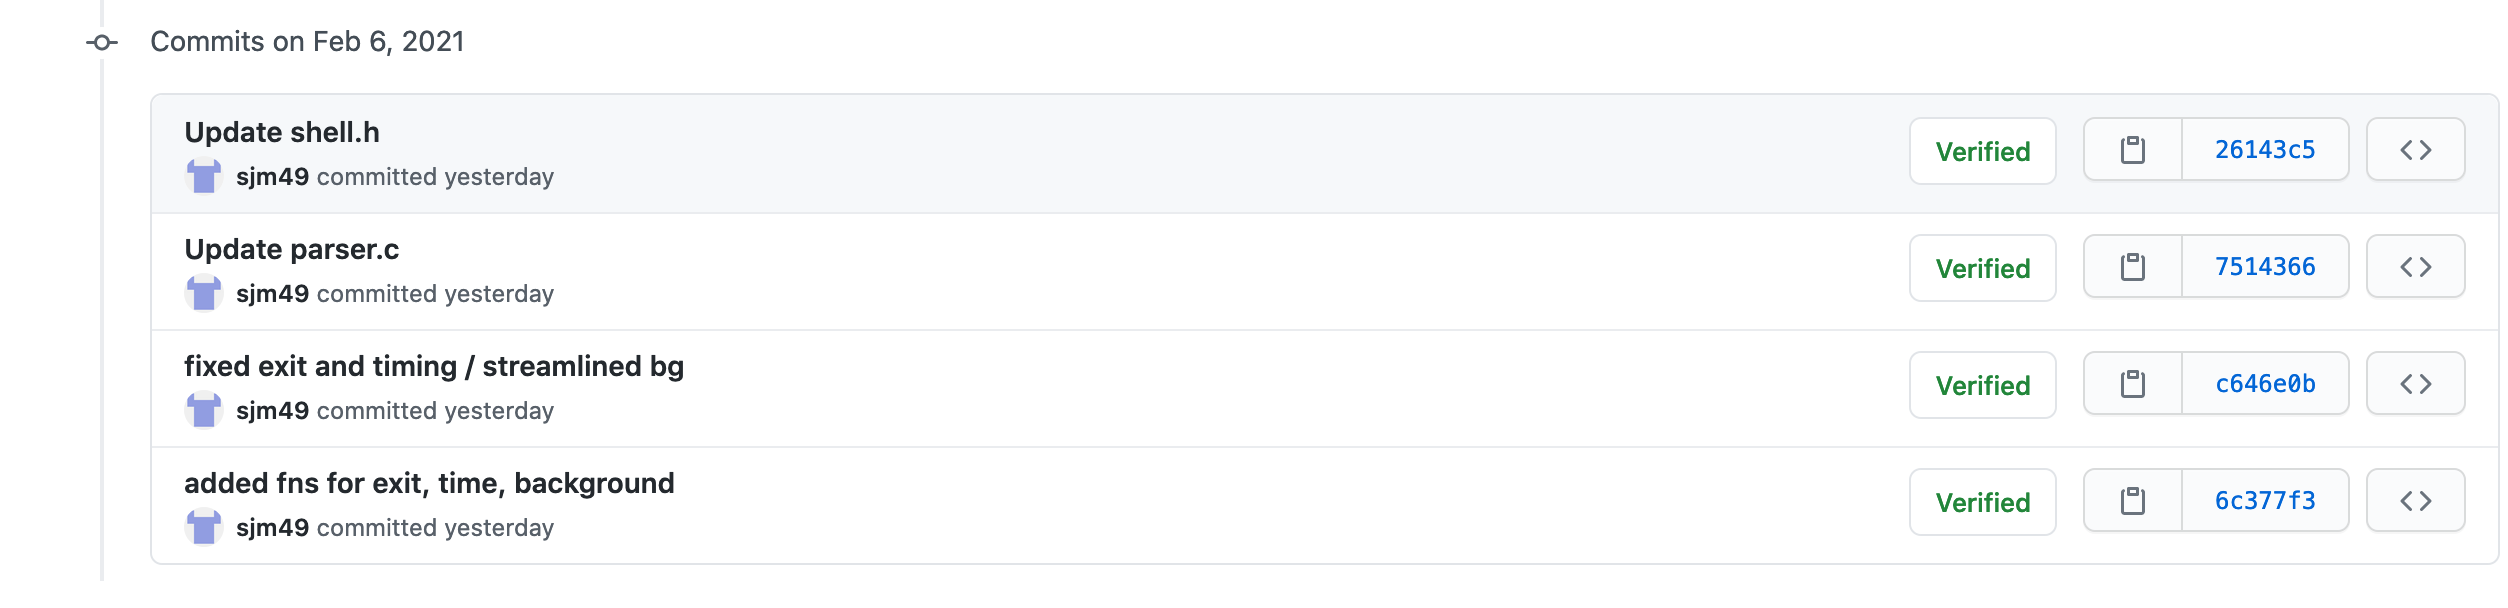 Commits on Feb 6, 2021
Update shell.h
sjm49 committed yesterday
Verified
26143c5
Update parser.c
sjm49 committed yesterday
Verified
7514366
fixed exit and timing / streamlined bg
sjm49 committed yesterday
Verified
c646e0b
added fns for exit, time, background
sjm49 committed yesterday
Verified
6c377f3